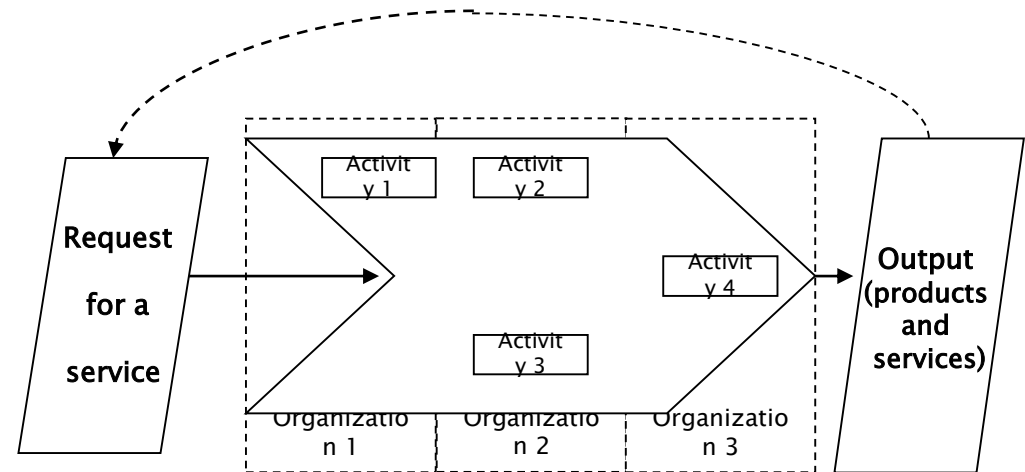 Request
for a
service
Activit
y 1
Activit
y 2
Activit
y 3
Activit
y 4
Organizatio
n 1
Organizatio
n 2
Organizatio
n 3
Output
(products
and
services)